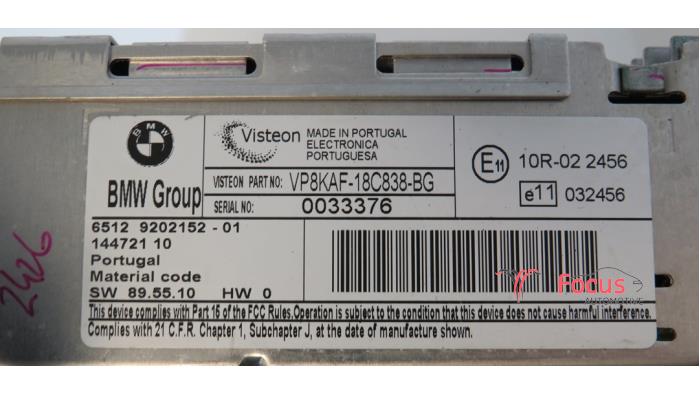 BMW
BMW Group
Visteon
MADE IN PORTUGAL
ELECTRONICA
PORTUGUESA
VISTEON PART NO: VP8KAF-18C838-BG
SERIAL NO: 0033376
E11 10R-02 2456
e11 032456
6512 9202152 - 01
144721 10
Portugal
Material code
SW 89.55.10 HW 0
This device complies with Part 15 of the FCC Rules.Operation is subject to the condition that this device does not cause harmful interference.
Complies with 21 C.F.R. Chapter 1, Subchapter J, at the date of manufacture shown.
2426
Focus
AUTOMOTIVE